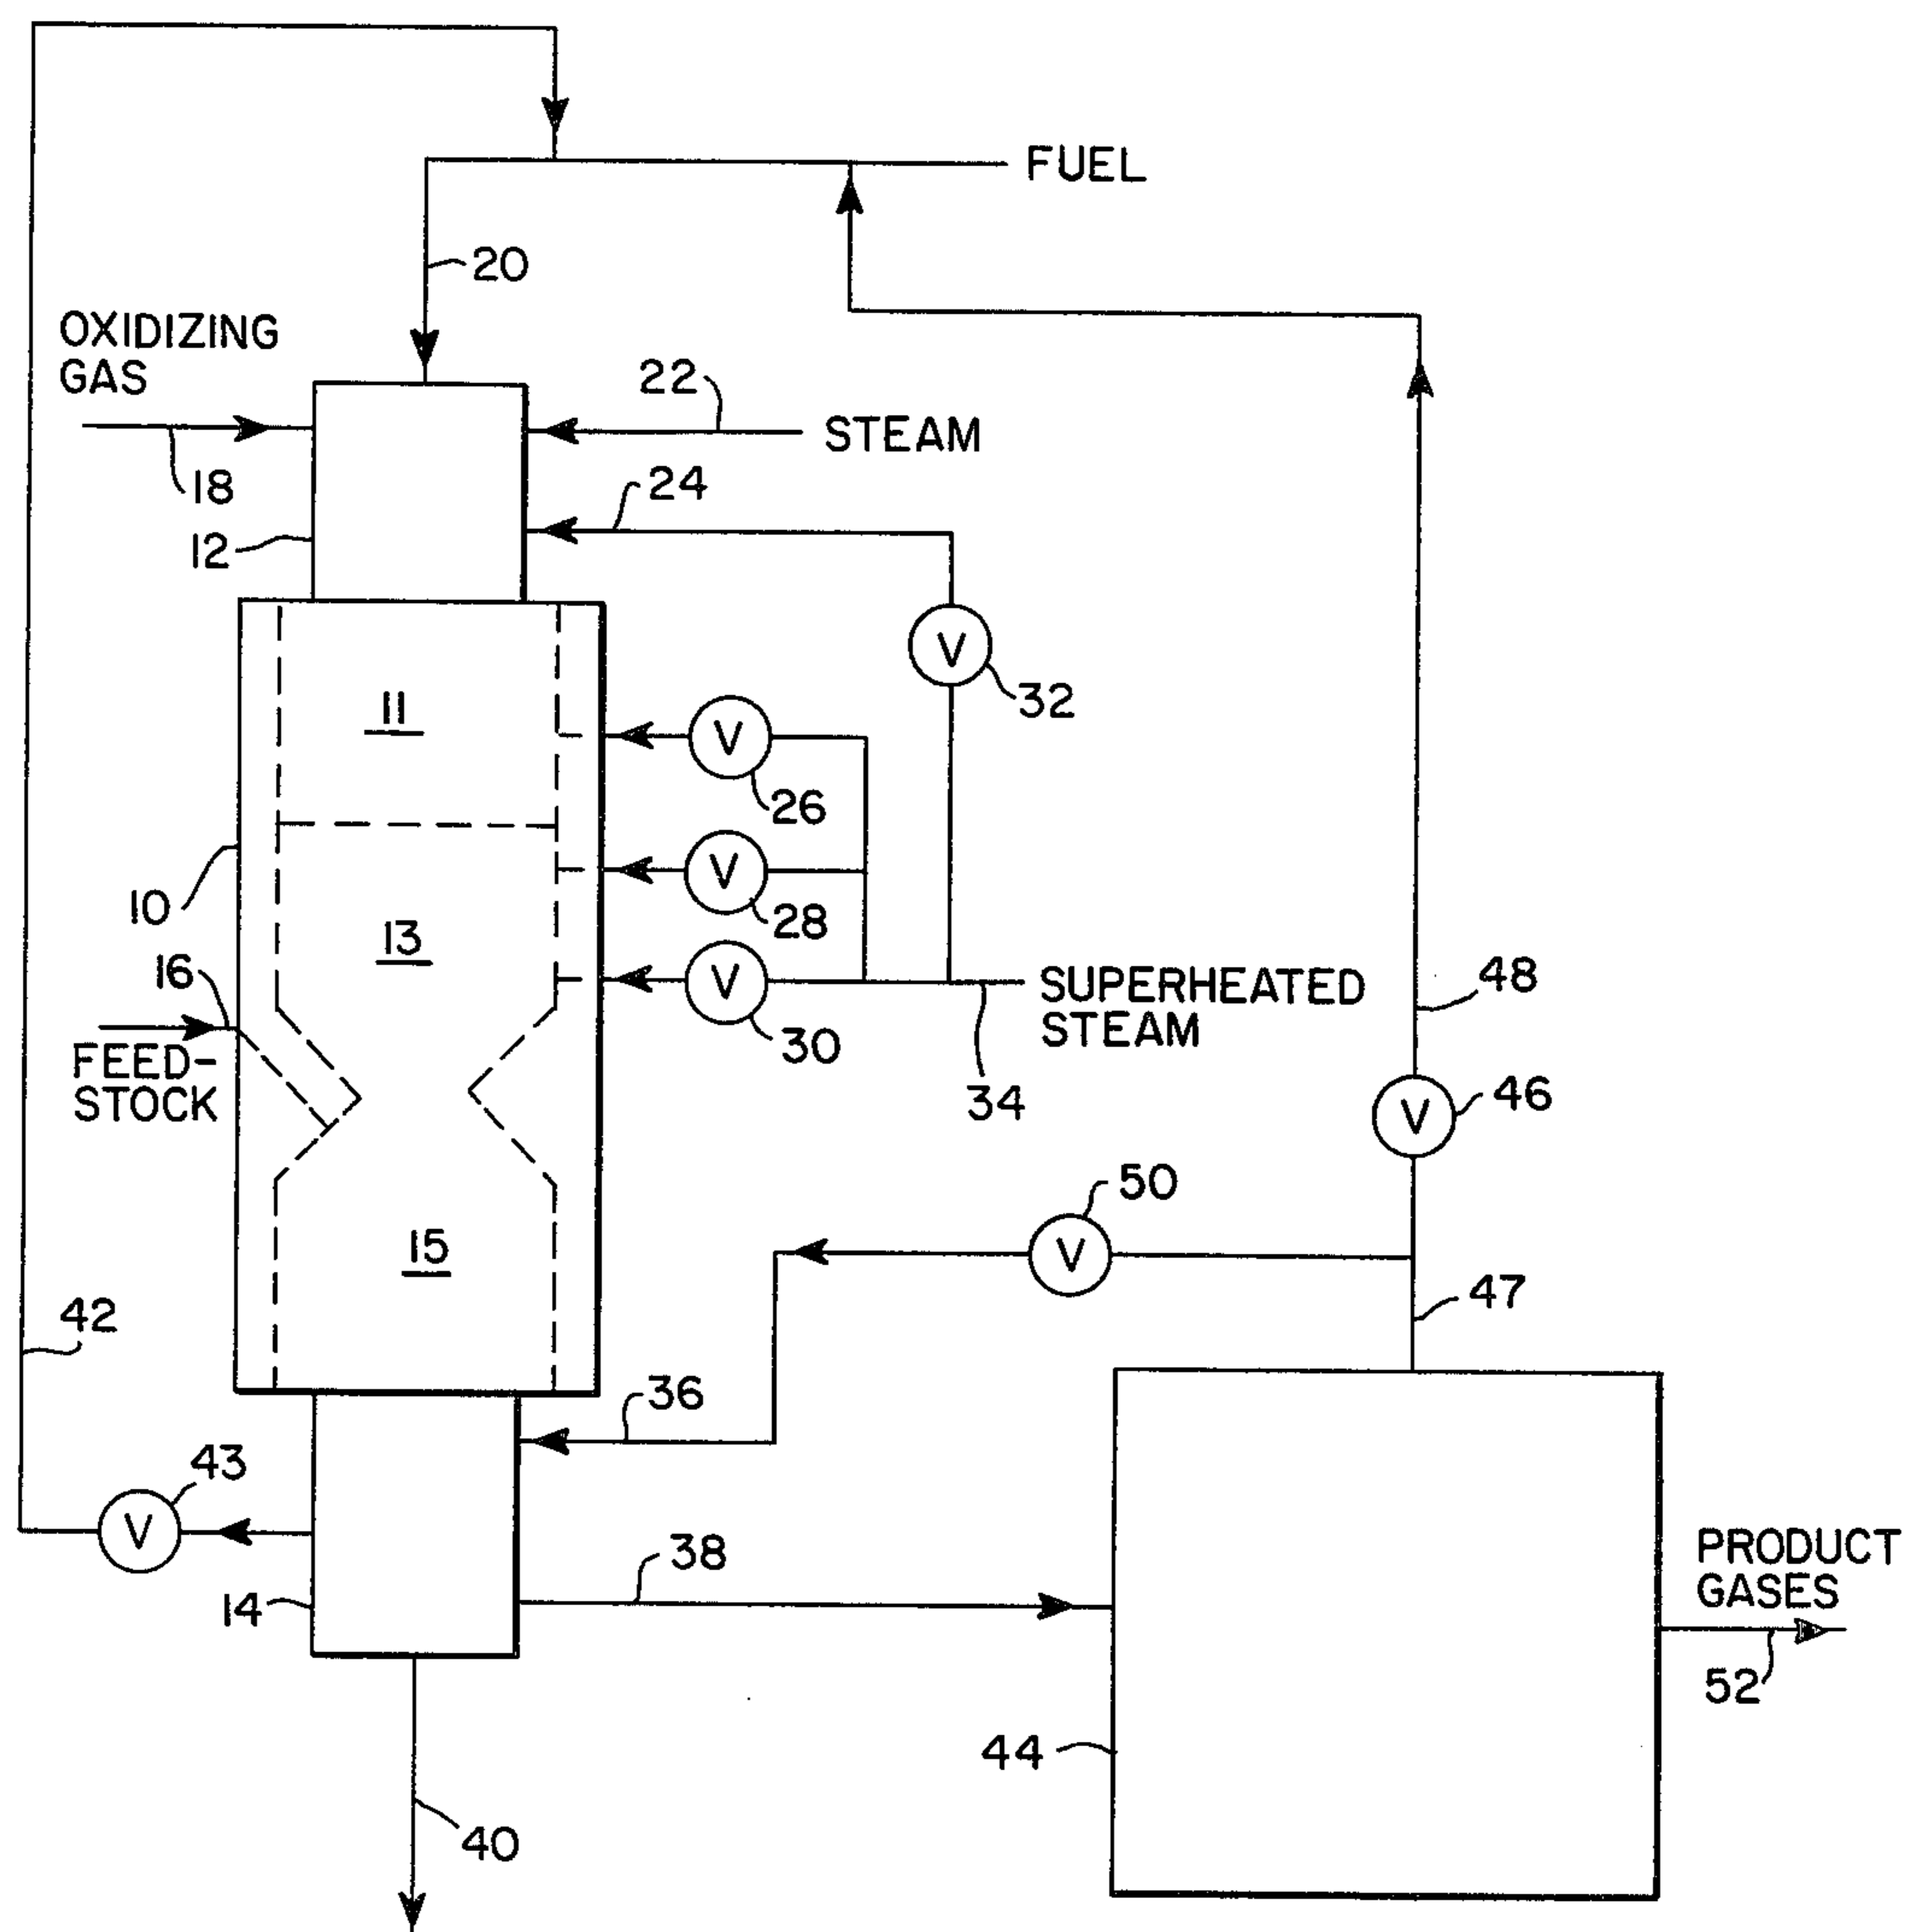 FUEL
20
OXIDIZING
GAS
22
STEAM
18
24
12
V
32
11
V
26
10
V
28
13
16
V
30
SUPERHEATED
STEAM
34
FEED-
STOCK
48
V
46
50
V
15
47
42
36
43
V
38
14
PRODUCT
GASES
52
44
40